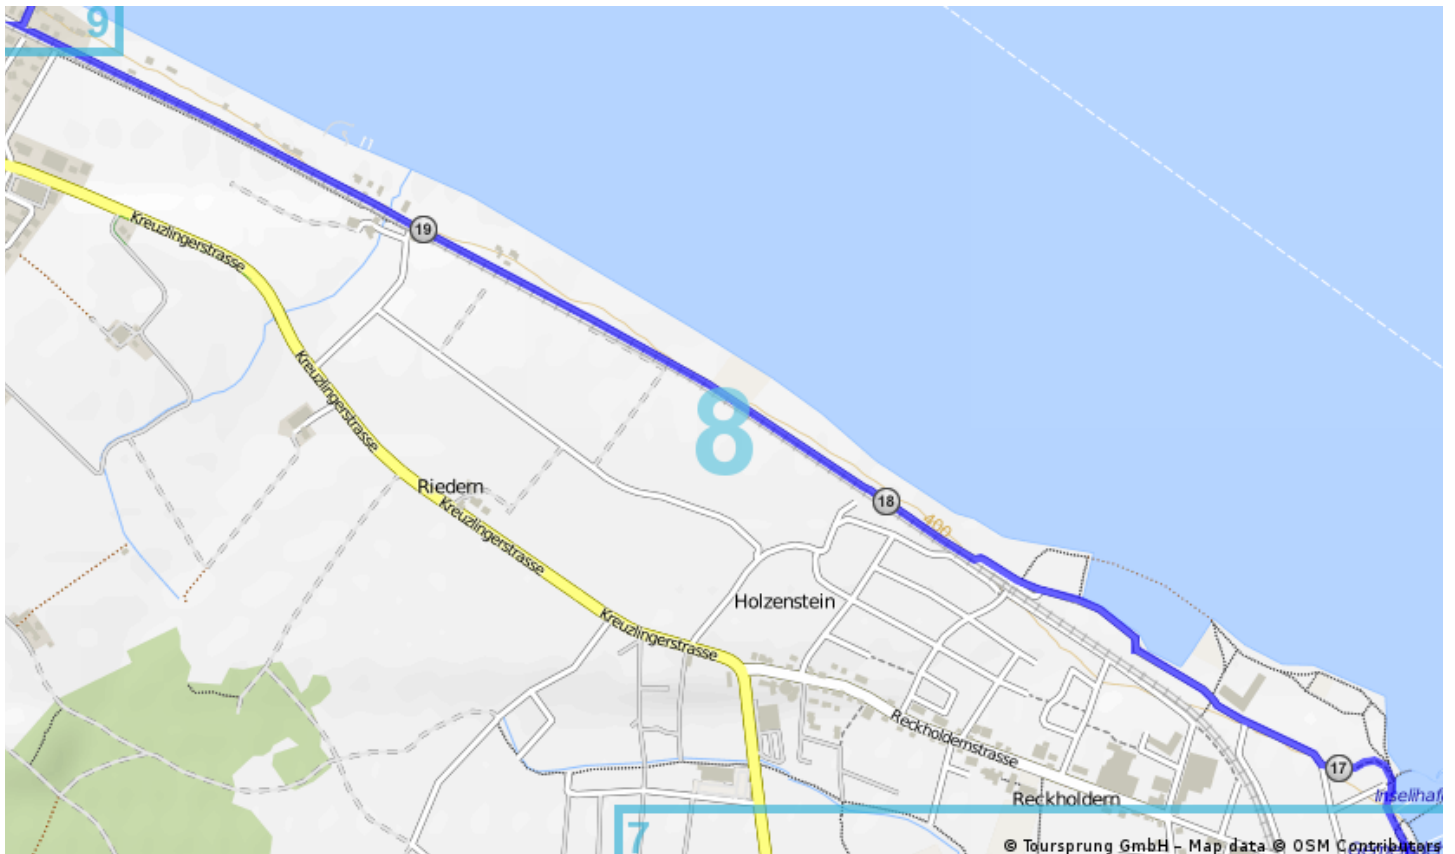 9
n
19
Kreuzlingerstrasse
Kreuzlingerstrasse
8
Riedern
Kreuzlingerstrasse
18
400
Holzenstein
Kreuzlingerstrasse
Reckholdernstrasse
17
Reckholdern
Inselihafe
7
© Toursprung GmbH - Map data © OSM Contributors